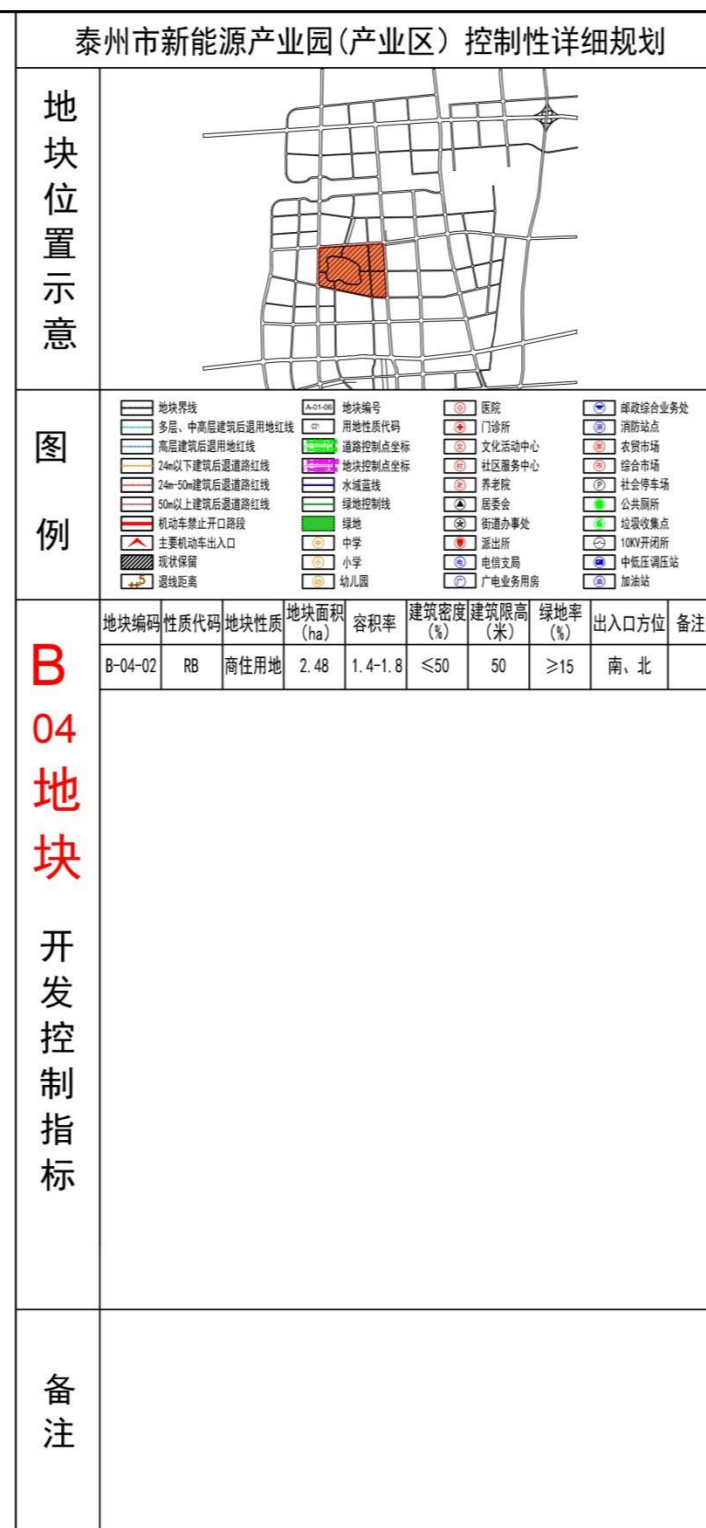 泰州市新能源产业园(产业区）控制性详细规划
地块位置示意
图例
地块界线
多层、中高层建筑后退用地红线
高层建筑后退用地红线
24m以下建筑后退道路红线
24m-50m建筑后退道路红线
50m以上建筑后退道路红线
机动车禁止开口路段
主要机动车出入口
现状保留
退线距离
A-01-06 地块编号
用地性质代码
道路控制点坐标
地块控制点坐标
水域蓝线
绿地控制线
绿地
中学
小学
幼儿园
医院
门诊所
文 文化活动中心
社区服务中心
养老院
居委会
街道办事处
派出所
电信支局
广电业务用房
邮政综合业务处
消防站点
农贸市场
综合市场
P 社会停车场
公共厕所
垃圾收集点
10KV开闭所
中低压调压站
加油站
B
04
地
块
开发控制指标
地块编码 性质代码 地块性质 地块面积(ha) 容积率 建筑密度(%) 建筑限高(米) 绿地率(%) 出入口方位 备注
B-04-02 RB 商住用地 2.48 1.4-1.8 ≤50 50 ≥15 南、北
备注